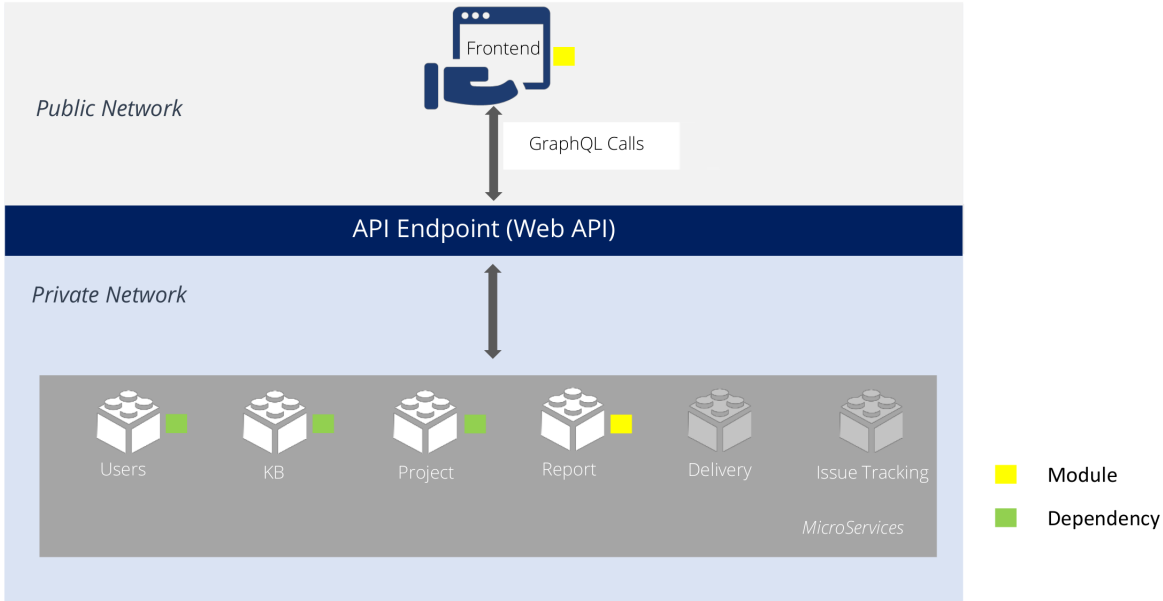 Frontend
Public Network
GraphQL Calls
API Endpoint (Web API)
Private Network
Users
KB
Project
Report
Delivery
Issue Tracking
MicroServices
Module
Dependency